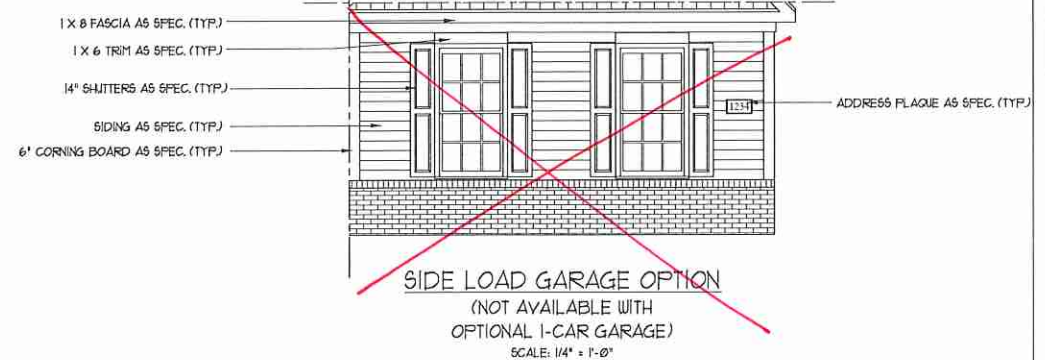 1 X 8 FASCIA AS SPEC. (TYP.)
1 X 6 TRIM AS SPEC. (TYP.)
14" SHUTTERS AS SPEC. (TYP.)
SIDING AS SPEC. (TYP.)
6" CORNING BOARD AS SPEC. (TYP.)
1234
ADDRESS PLAQUE AS SPEC. (TYP.)
SIDE LOAD GARAGE OPTION
(NOT AVAILABLE WITH
OPTIONAL 1-CAR GARAGE)
SCALE: 1/4" = 1'-0"